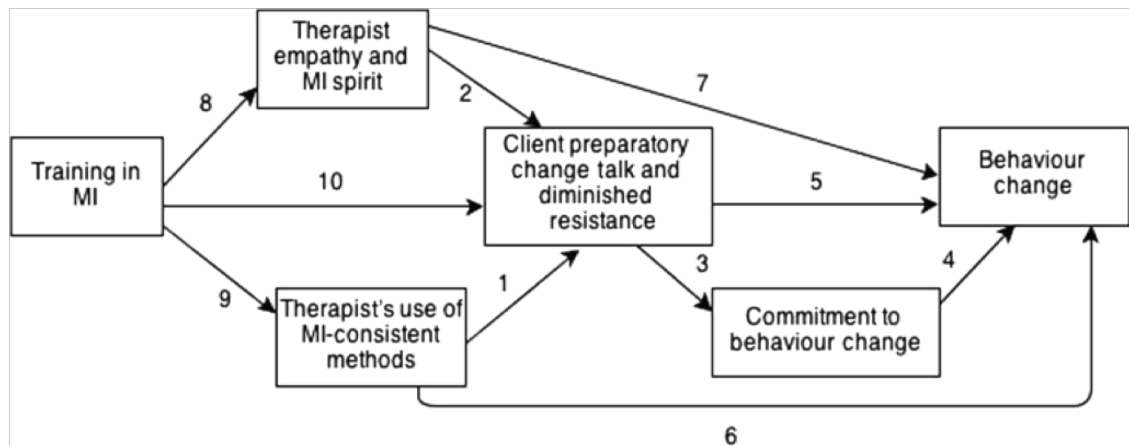 Therapist
empathy and
MI spirit
7
2
8
Client preparatory
change talk and
diminished
resistance
Behaviour
change
Training in
MI
10
5
3
4
1
9
Therapist's use of
MI-consistent
methods
Commitment to
behaviour change
6